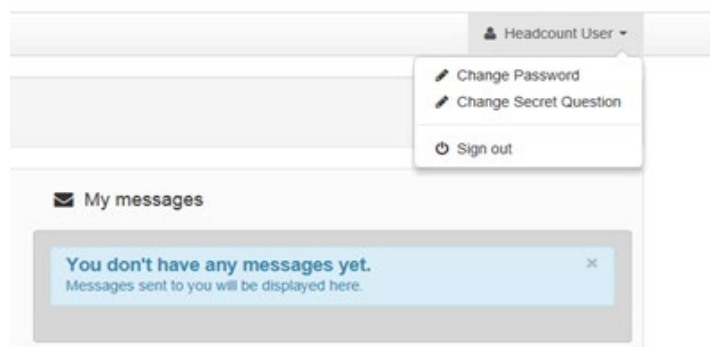 Headcount User
Change Password
Change Secret Question
Sign out
My messages
You don't have any messages yet.
Messages sent to you will be displayed here.